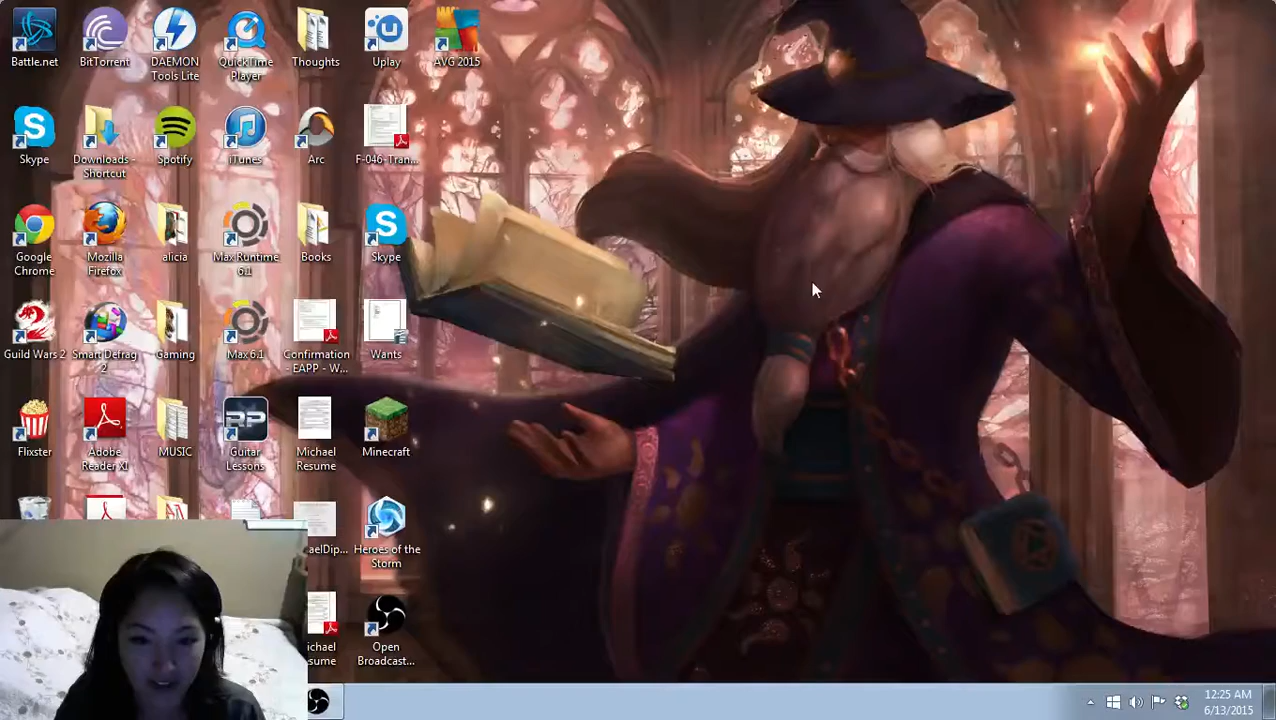 Battle.net
BitTorrent
DAEMON
Tools Lite
QuickTime
Player
Thoughts
Uplay
AVG 2015
Skype
Downloads -
Shortcut
Spotify
iTunes
Arc
F-046-Tran...
Google
Chrome
Mozilla
Firefox
alicia
Max Runtime
6.1
Books
Skype
Guild Wars 2
Smart Defrag
2
Gaming
Max 6.1
Confirmation
- EAPP - W...
Wants
Flixster
Adobe
Reader XI
MUSIC
RP
Guitar
Lessons
Michael
Resume
Minecraft
aelDip...
Heroes of the
Storm
ichael
esume
Open
Broadcast...
12:25 AM
6/13/2015